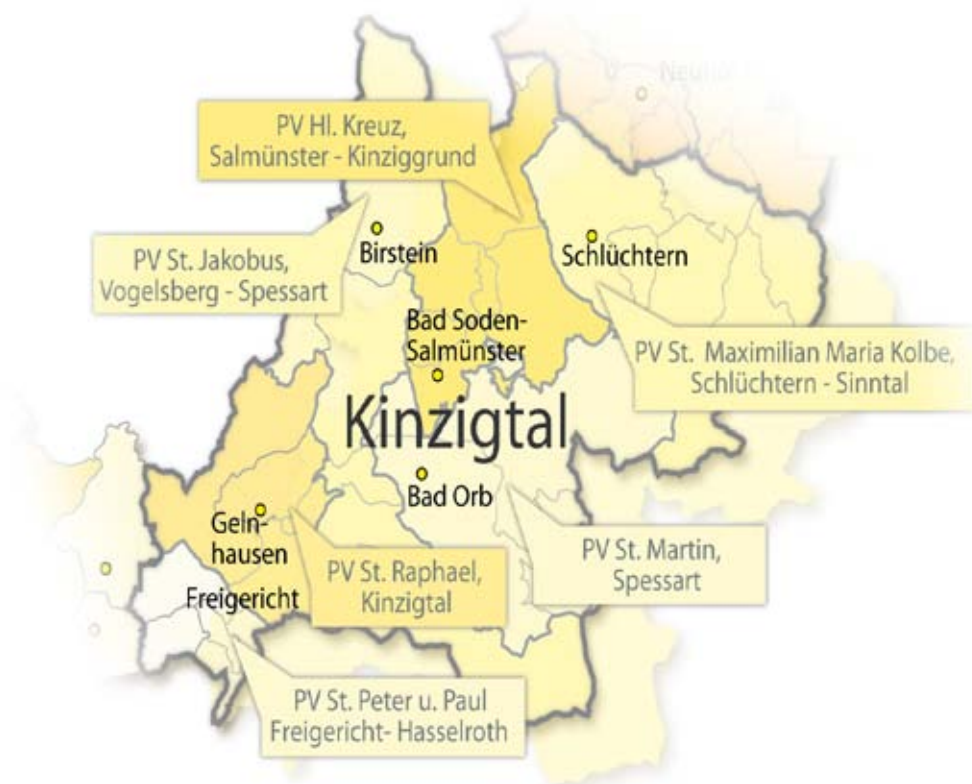 PV Hl. Kreuz,
Salmünster - Kinziggrund
PV St. Jakobus,
Vogelsberg - Spessart
Birstein
Schlüchtern
Bad Soden-
Salmünster
PV St. Maximilian Maria Kolbe,
Schlüchtern - Sinntal
Kinzigtal
Bad Orb
Geln-
hausen
PV St. Raphael,
Kinzigtal
PV St. Martin,
Spessart
Freigericht
PV St. Peter u. Paul
Freigericht- Hasselroth